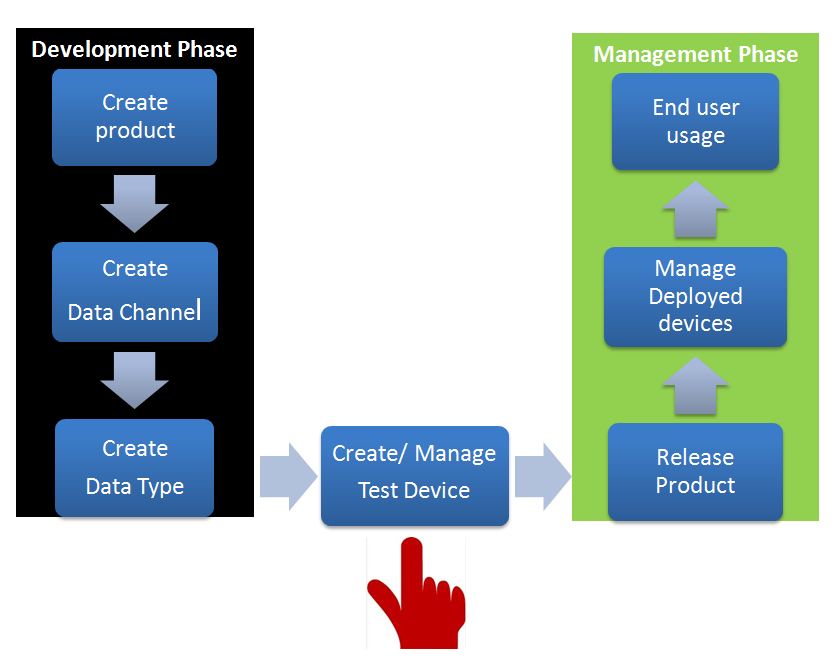 Development Phase
Create
product
Create
Data Channel
Create
Data Type
Create/ Manage
Test Device
Management Phase
End user
usage
Manage
Deployed
devices
Release
Product